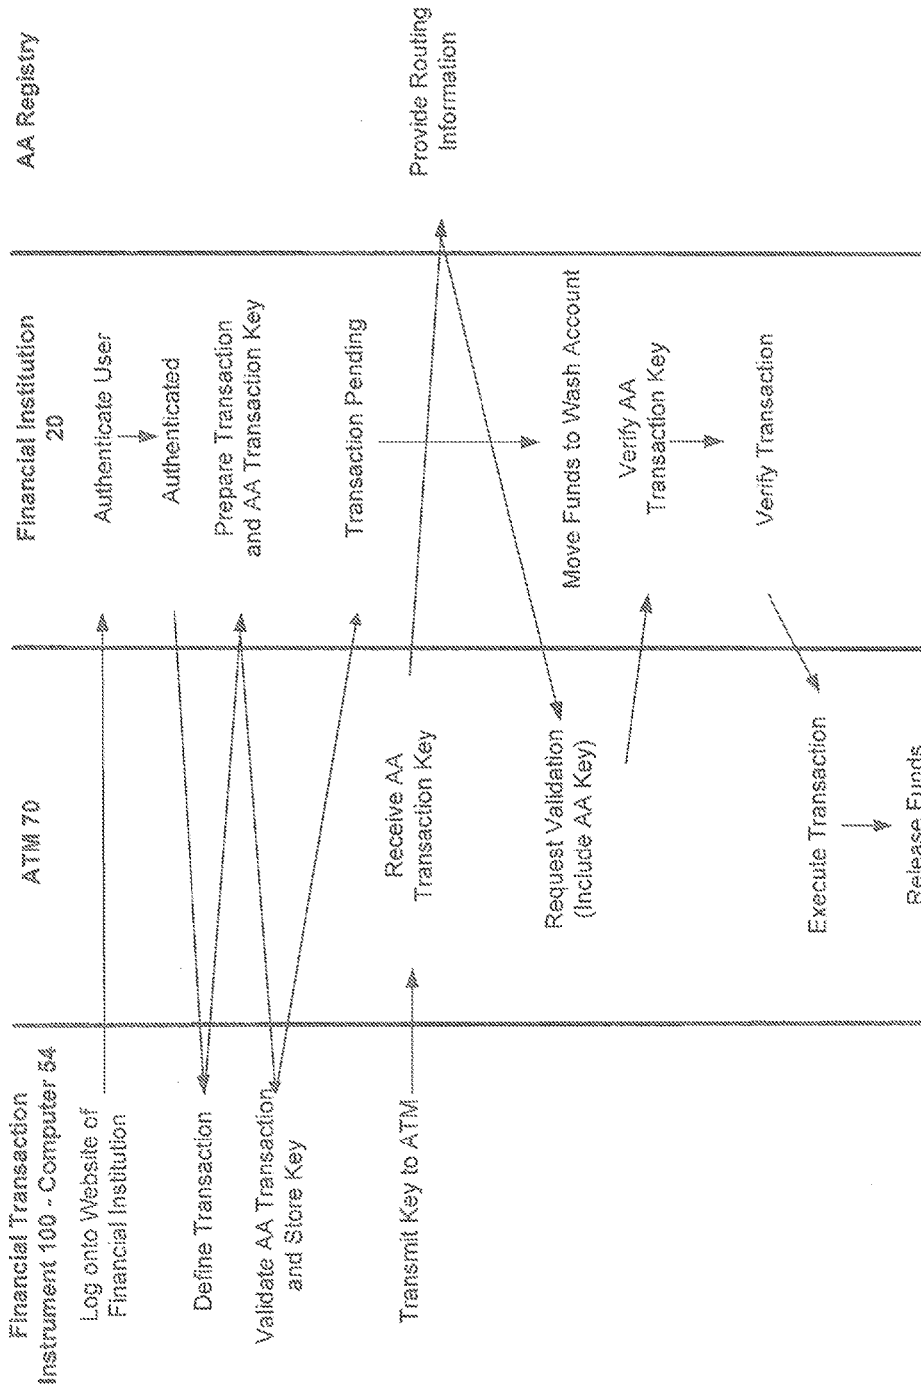 Financial Transaction
Instrument 100 - Computer 54
ATM 70
Financial Institution
20
AA Registry
Log onto Website of
Financial Institution
Authenticate User
Authenticated
Define Transaction
Prepare Transaction
and AA Transaction Key
Validate AA Transaction
and Store Key
Transaction Pending
Transmit Key to ATM
Receive AA
Transaction Key
Provide Routing
Information
Request Validation
(Include AA Key)
Move Funds to Wash Account
Verify AA
Transaction Key
Verify Transaction
Execute Transaction
Release Funds